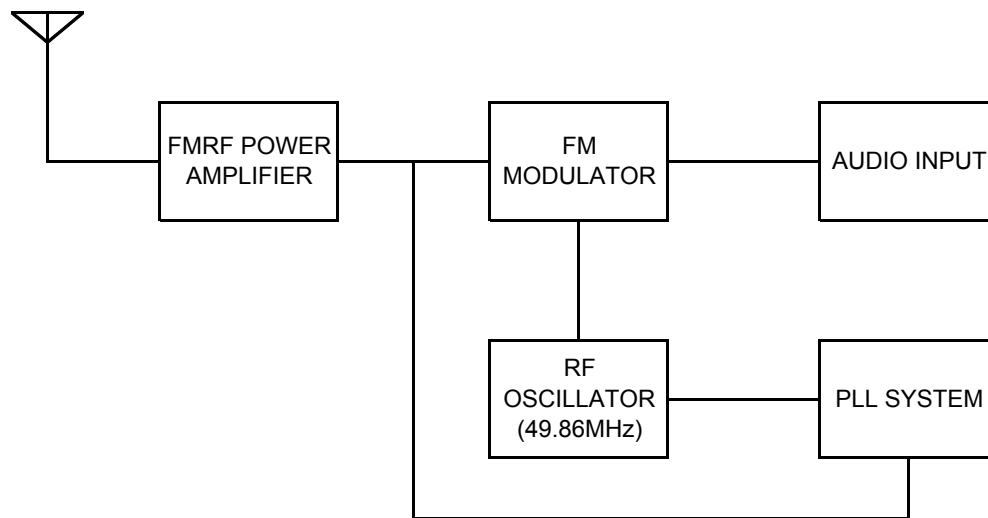 FMRF POWER
AMPLIFIER
FM
MODULATOR
AUDIO INPUT
RF
OSCILLATOR
(49.86MHz)
PLL SYSTEM